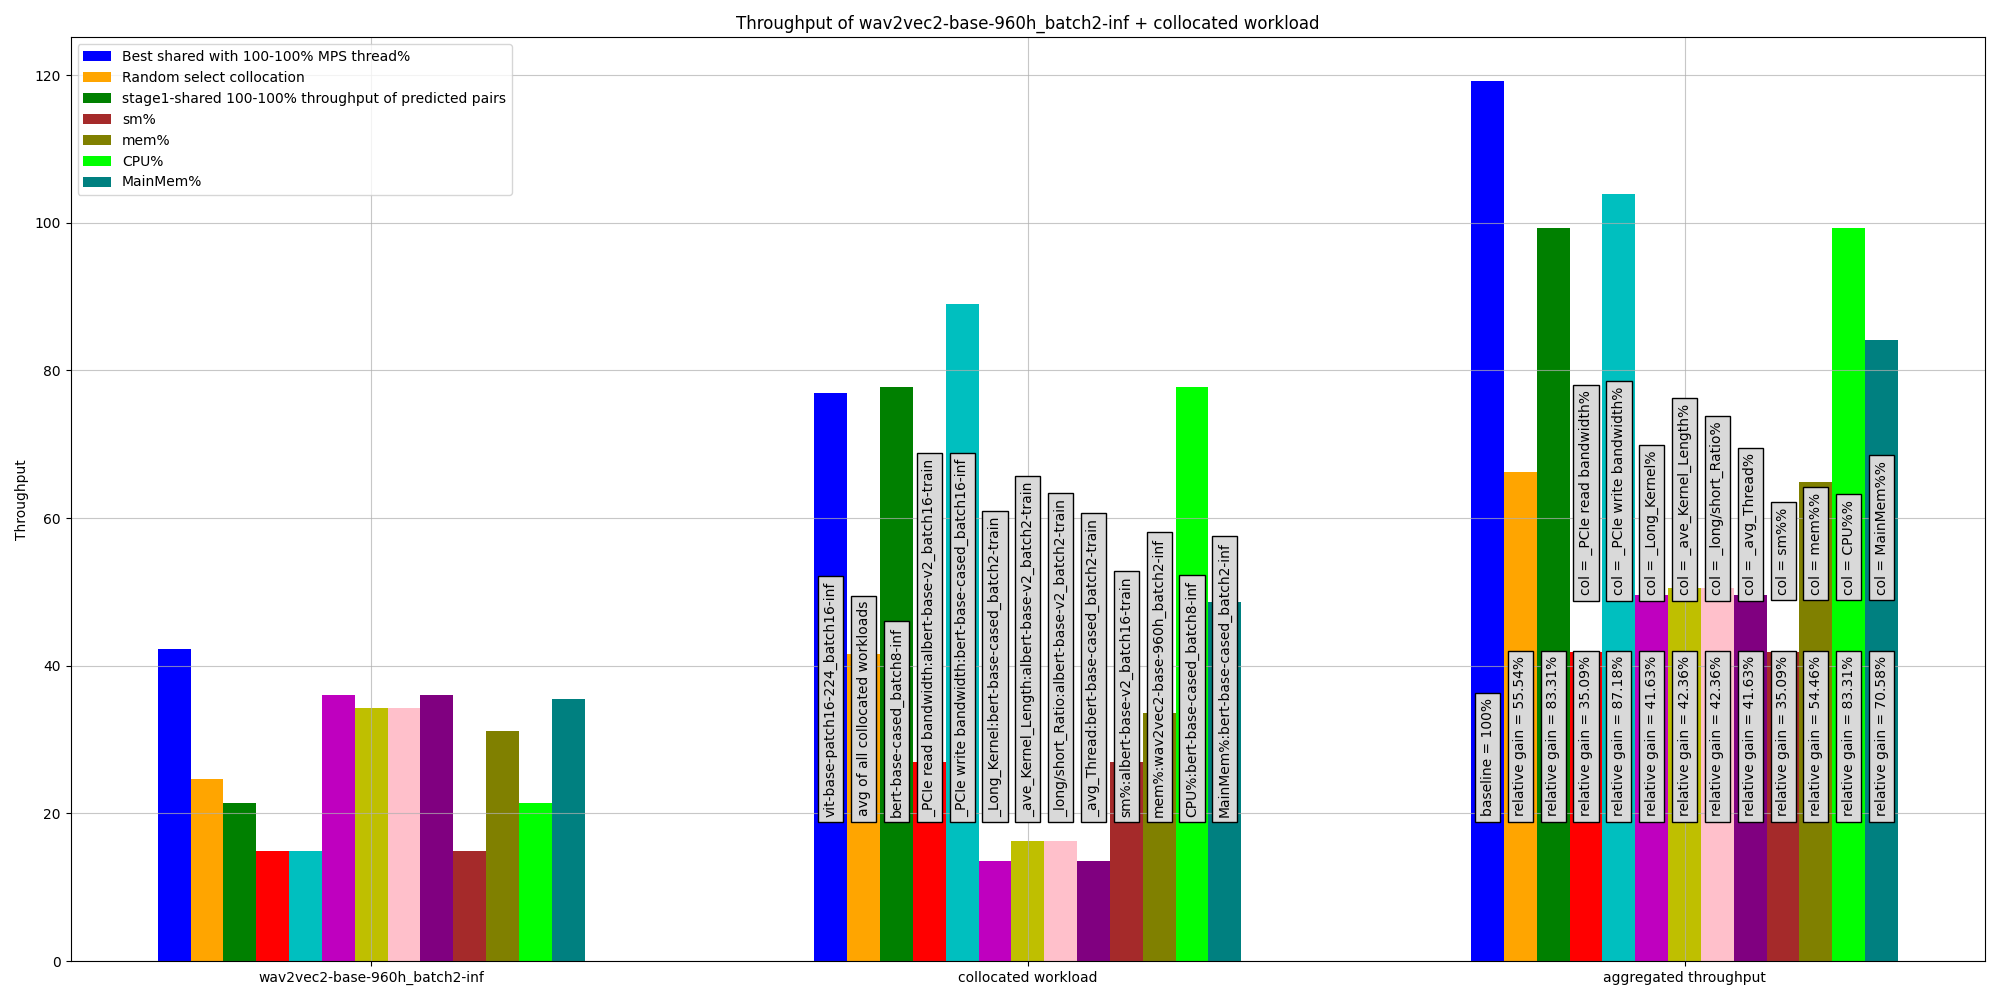 Throughput of wav2vec2-base-960h_batch2-inf + collocated workload
Throughput
120
100
80
60
40
20
0
Best shared with 100-100% MPS thread%
Random select collocation
stage1-shared 100-100% throughput of predicted pairs
sm%
mem%
CPU%
MainMem%
vit-base-patch16-224_batch16-inf
avg of all collocated workloads
bert-base-cased_batch8-inf
_PCIe read bandwidth:albert-base-v2_batch16-train
_PCIe write bandwidth:bert-base-cased_batch16-inf
_Long_Kernel:bert-base-cased_batch2-train
_ave_Kernel_Length:albert-base-v2_batch2-train
_long/short_Ratio:albert-base-v2_batch2-train
_avg_Thread:bert-base-cased_batch2-train
sm%:albert-base-v2_batch16-train
mem%:wav2vec2-base-960h_batch2-inf
CPU%:bert-base-cased_batch8-inf
MainMem%:bert-base-cased_batch2-inf
col = _PCIe read bandwidth%
col = _PCIe write bandwidth%
col = _Long_Kernel%
col = _ave_Kernel_Length%
col = _long/short_Ratio%
col = _avg_Thread%
col = sm%%
col = mem%%
col = CPU%%
col = MainMem%%
baseline = 100%
relative gain = 55.54%
relative gain = 83.31%
relative gain = 35.09%
relative gain = 87.18%
relative gain = 41.63%
relative gain = 42.36%
relative gain = 42.36%
relative gain = 41.63%
relative gain = 35.09%
relative gain = 54.46%
relative gain = 83.31%
relative gain = 70.58%
wav2vec2-base-960h_batch2-inf
collocated workload
aggregated throughput